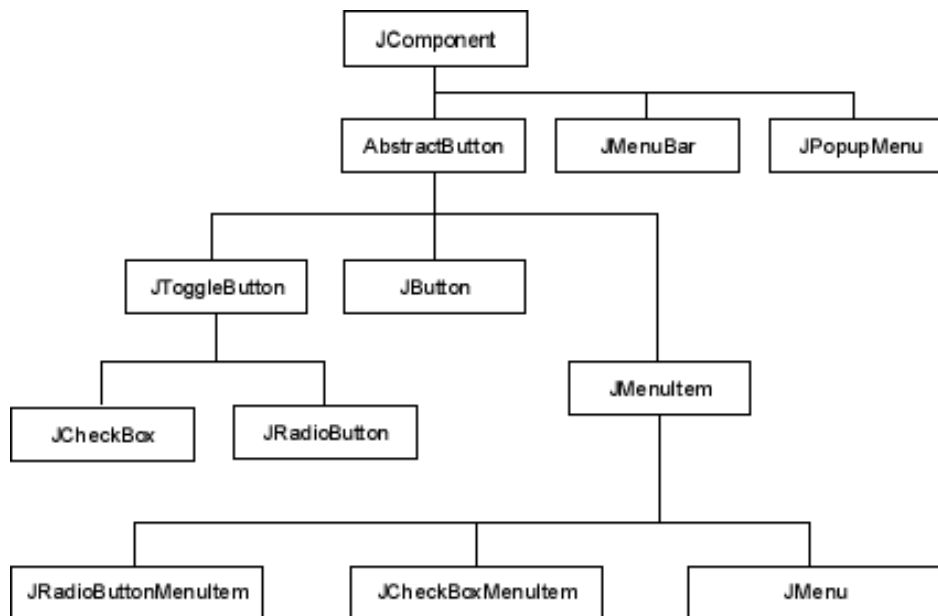 JComponent
AbstractButton
JMenuBar
JPopupMenu
JToggleButton
JButton
JMenuItem
JCheckBox
JRadioButton
JRadioButtonMenuItem
JCheckBoxMenuItem
JMenu